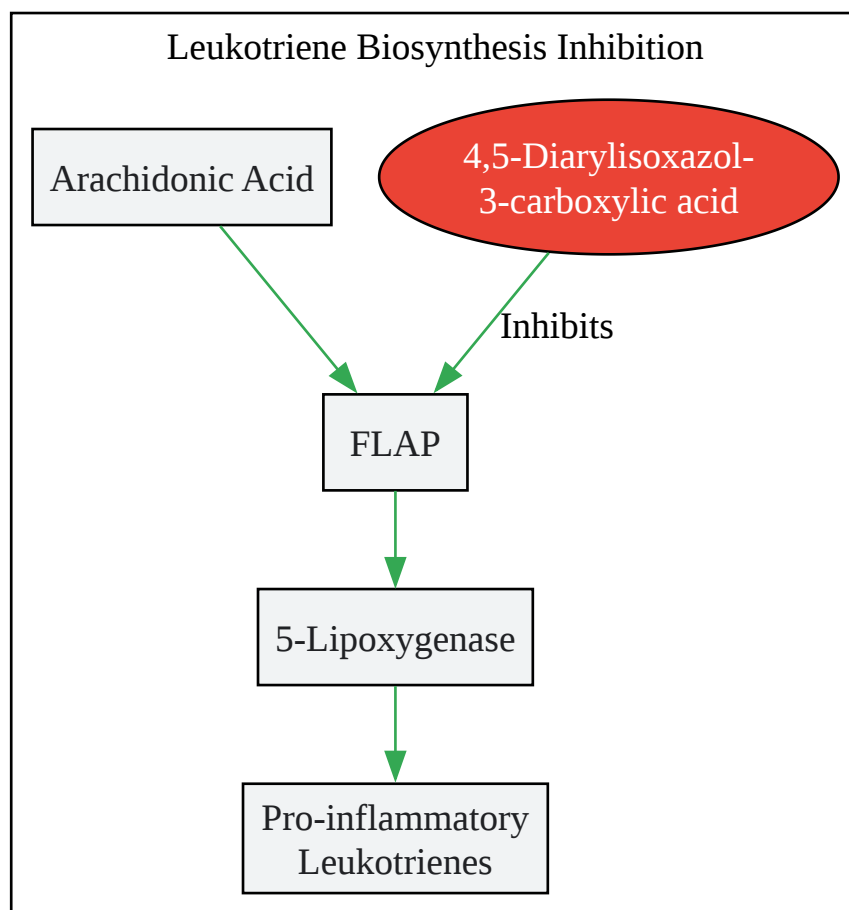 Leukotriene Biosynthesis Inhibition
Arachidonic Acid
4,5-Diarylisoxazol-
3-carboxylic acid
Inhibits
FLAP
5-Lipoxygenase
Pro-inflammatory
Leukotrienes